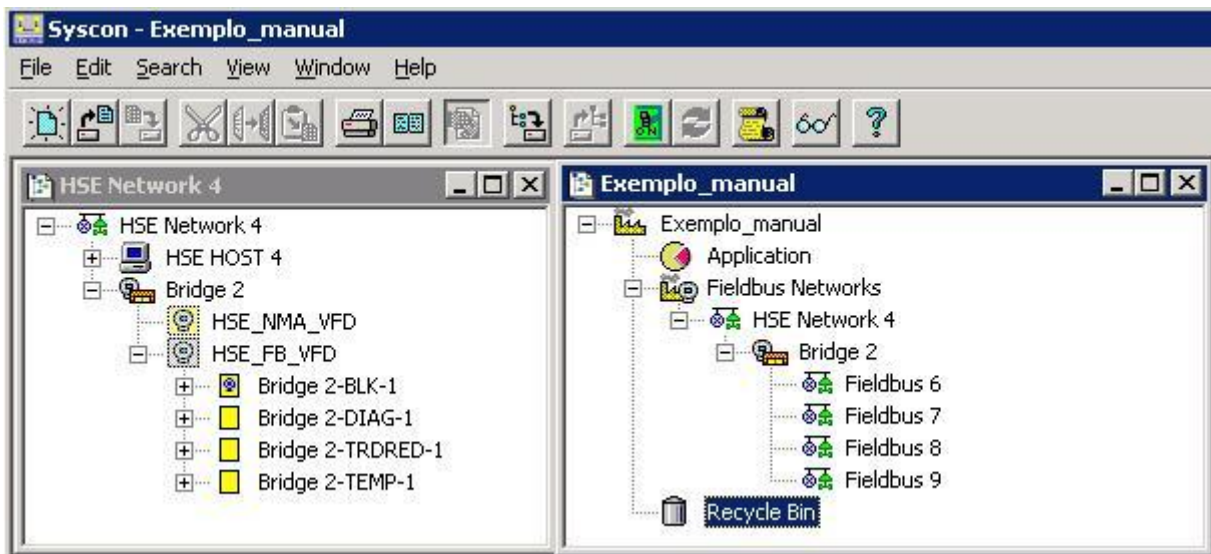 Syscon - Exemplo_manual
File Edit Search View Window Help
ON
HSE Network 4
HSE Network 4
HSE HOST 4
Bridge 2
HSE_NMA_VFD
HSE_FB_VFD
Bridge 2-BLK-1
Bridge 2-DIAG-1
Bridge 2-TRDRED-1
Bridge 2-TEMP-1
Exemplo_manual
Exemplo_manual
Application
Fieldbus Networks
HSE Network 4
Bridge 2
Fieldbus 6
Fieldbus 7
Fieldbus 8
Fieldbus 9
Recycle Bin